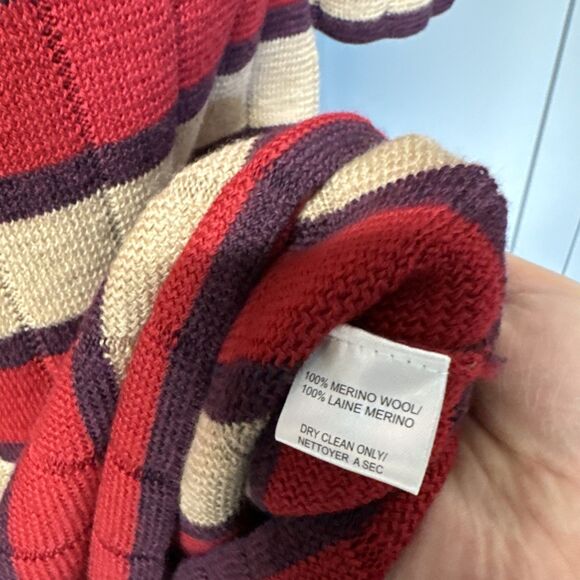 100% MERINO WOOL/
100% LAINE MERINO
DRY CLEAN ONLY/
NETTOYER A SEC